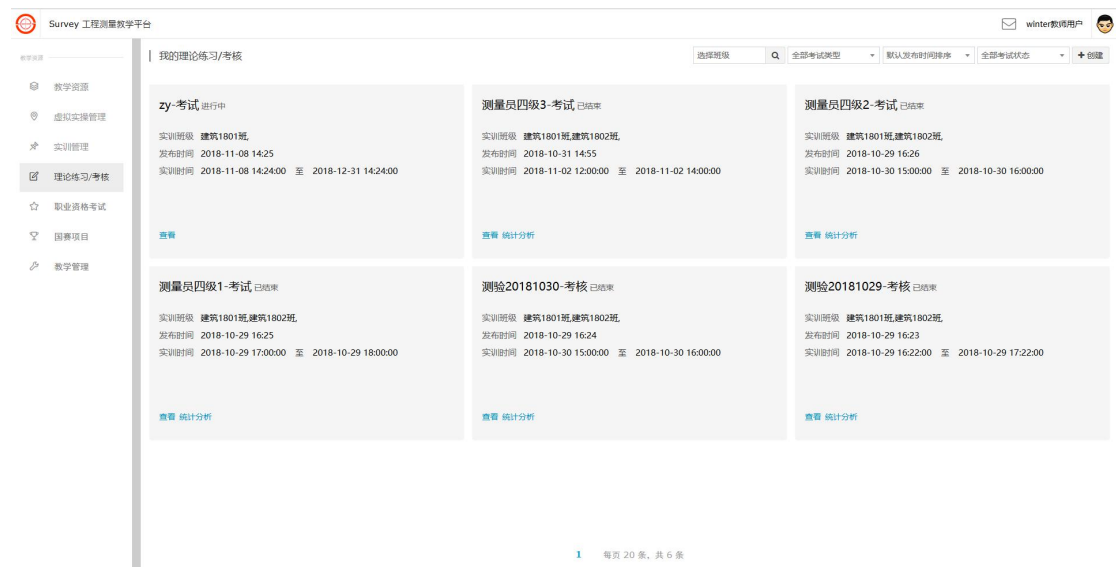 Survey 工程测量教学平台
winter教师用户
教学资源
教学资源
虚拟实操管理
实训管理
理论练习/考核
职业资格考试
国赛项目
教学管理
我的理论练习/考核
选择班级
全部考试类型
默认发布时间排序
全部考试状态
创建
zy-考试 进行中
实训班级 建筑1801班,
发布时间 2018-11-08 14:25
实训时间 2018-11-08 14:24:00 至 2018-12-31 14:24:00
查看
测量员四级3-考试 已结束
实训班级 建筑1801班,建筑1802班,
发布时间 2018-10-31 14:55
实训时间 2018-11-02 12:00:00 至 2018-11-02 14:00:00
查看 统计分析
测量员四级2-考试 已结束
实训班级 建筑1801班,建筑1802班,
发布时间 2018-10-29 16:26
实训时间 2018-10-30 15:00:00 至 2018-10-30 16:00:00
查看 统计分析
测量员四级1-考试 已结束
实训班级 建筑1801班,建筑1802班,
发布时间 2018-10-29 16:25
实训时间 2018-10-29 17:00:00 至 2018-10-29 18:00:00
查看 统计分析
测验20181030-考核 已结束
实训班级 建筑1801班,建筑1802班,
发布时间 2018-10-29 16:24
实训时间 2018-10-30 15:00:00 至 2018-10-30 16:00:00
查看 统计分析
测验20181029-考核 已结束
实训班级 建筑1801班,建筑1802班,
发布时间 2018-10-29 16:23
实训时间 2018-10-29 16:22:00 至 2018-10-29 17:22:00
查看 统计分析
1 每页 20 条, 共 6 条